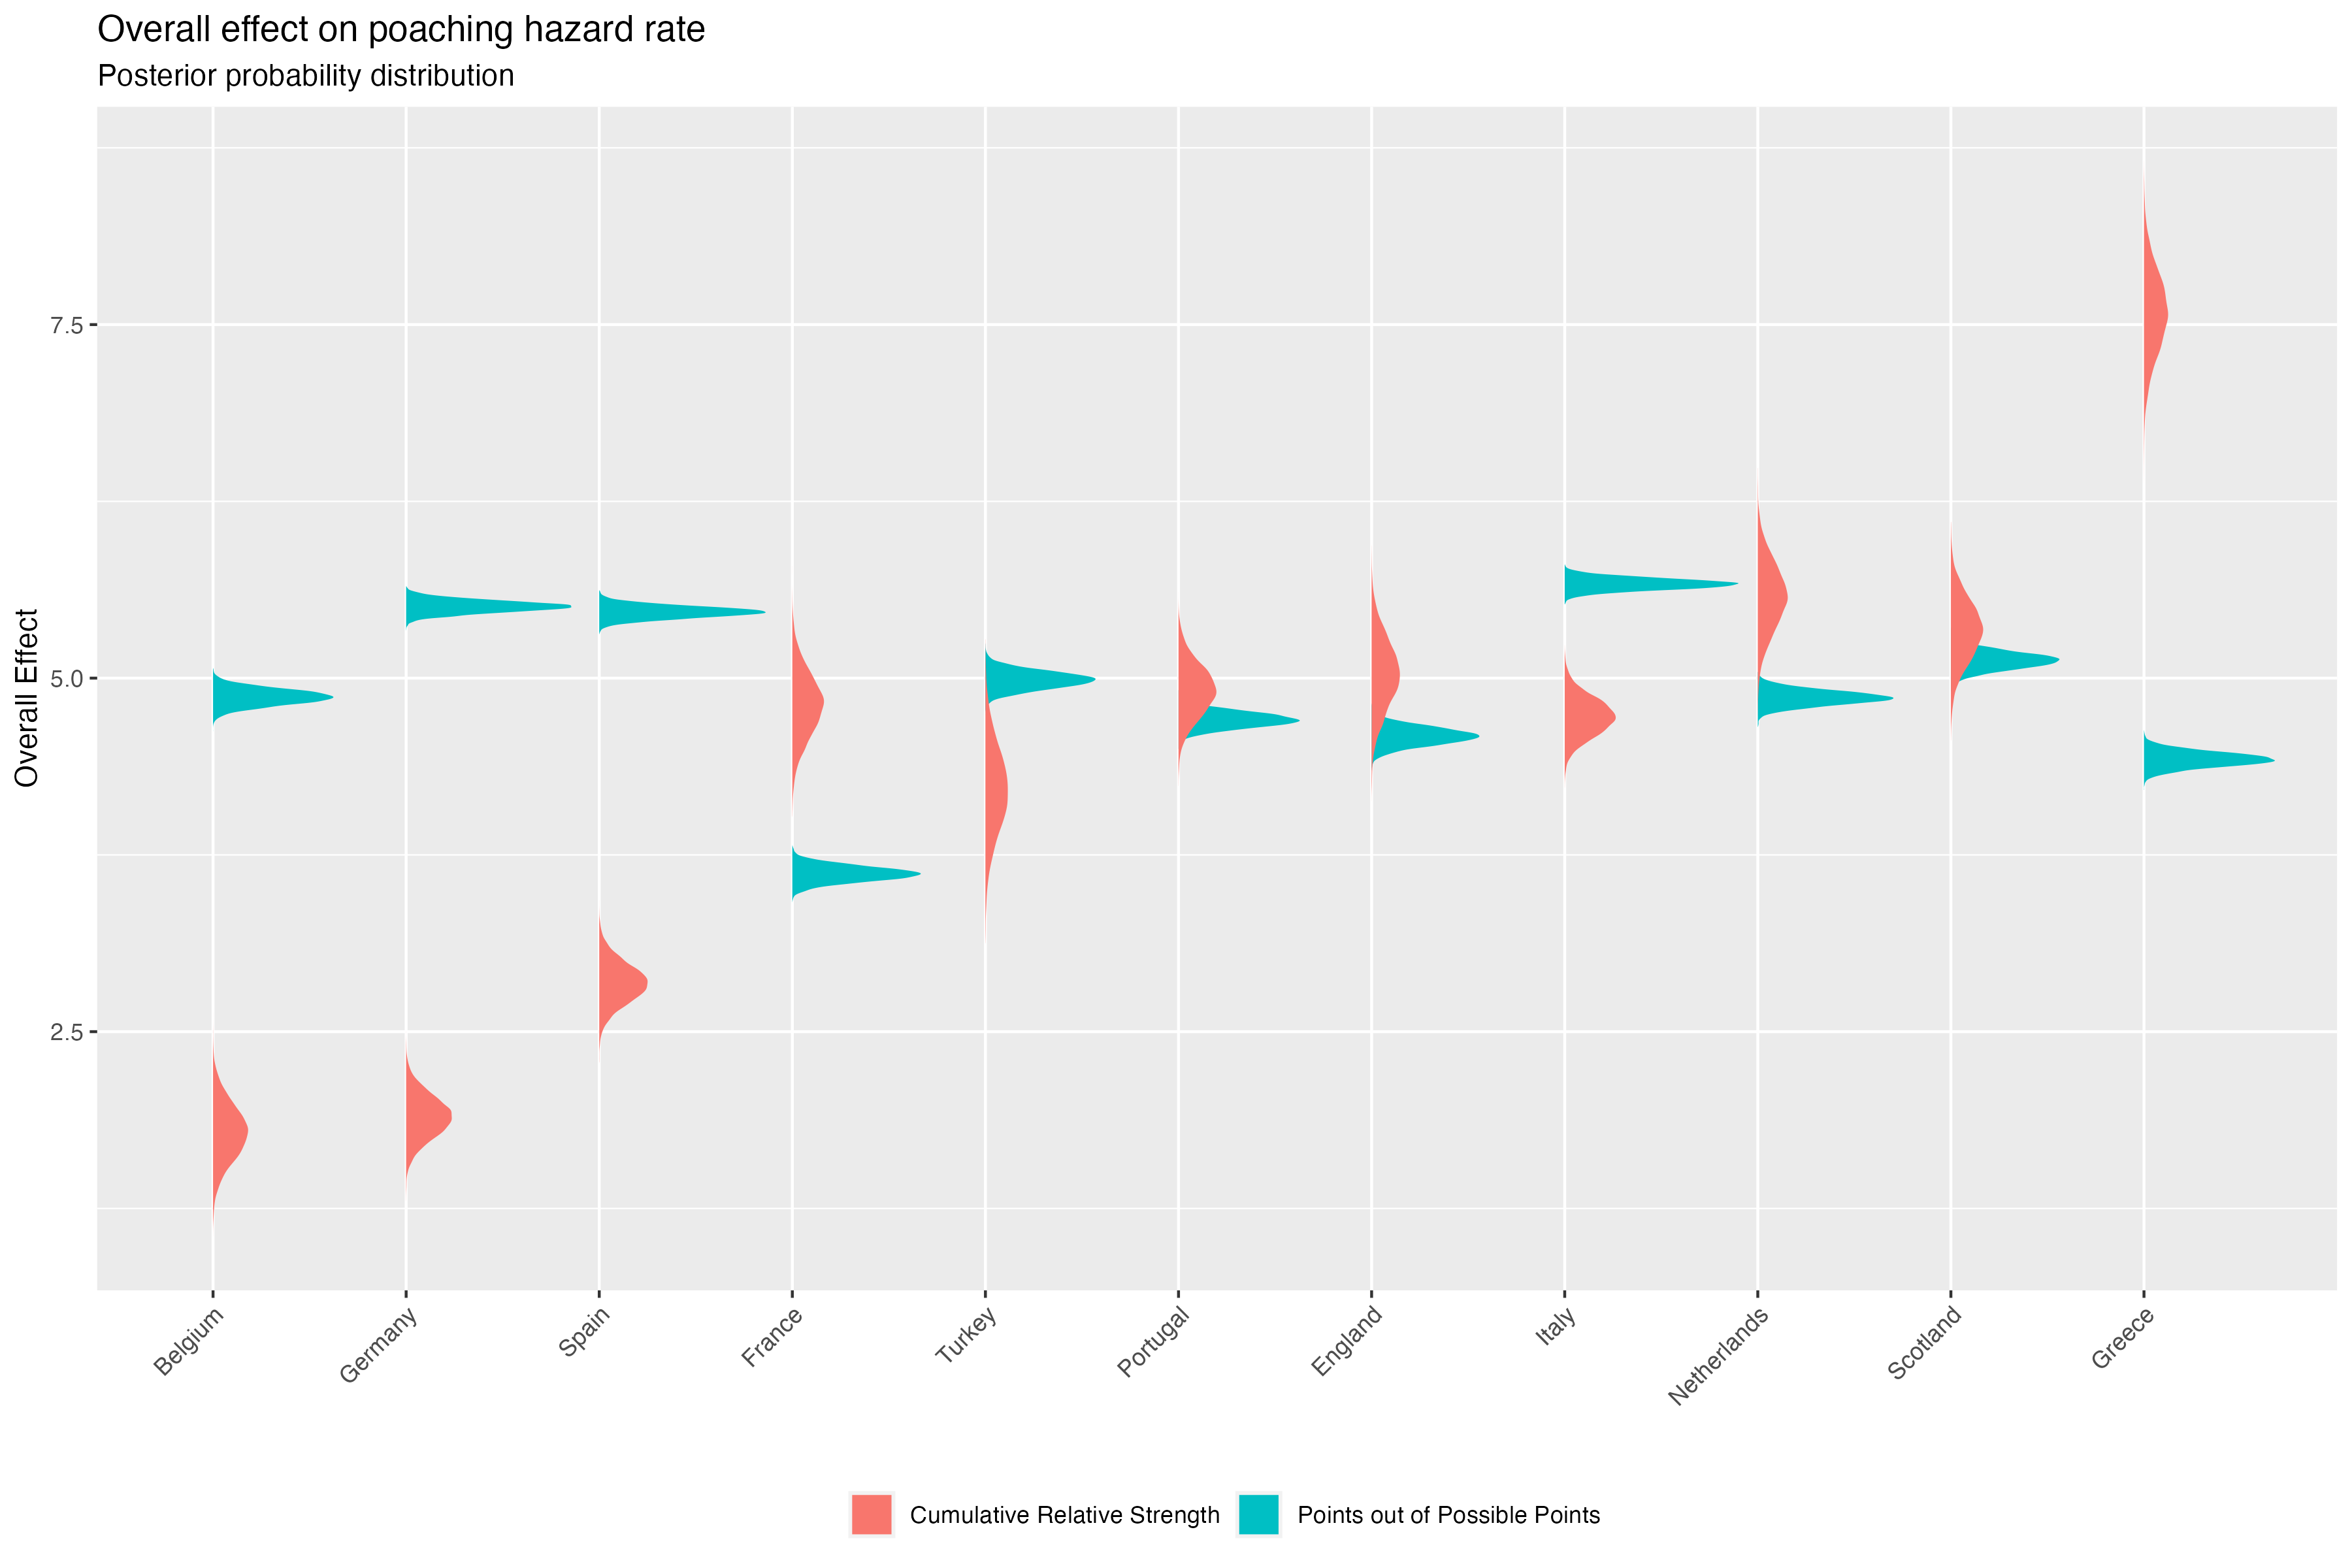 Overall effect on poaching hazard rate
Posterior probability distribution
Overall Effect
7.5
5.0
2.5
Belgium
Germany
Spain
France
Turkey
Portugal
England
Italy
Netherlands
Scotland
Greece
Cumulative Relative Strength
Points out of Possible Points